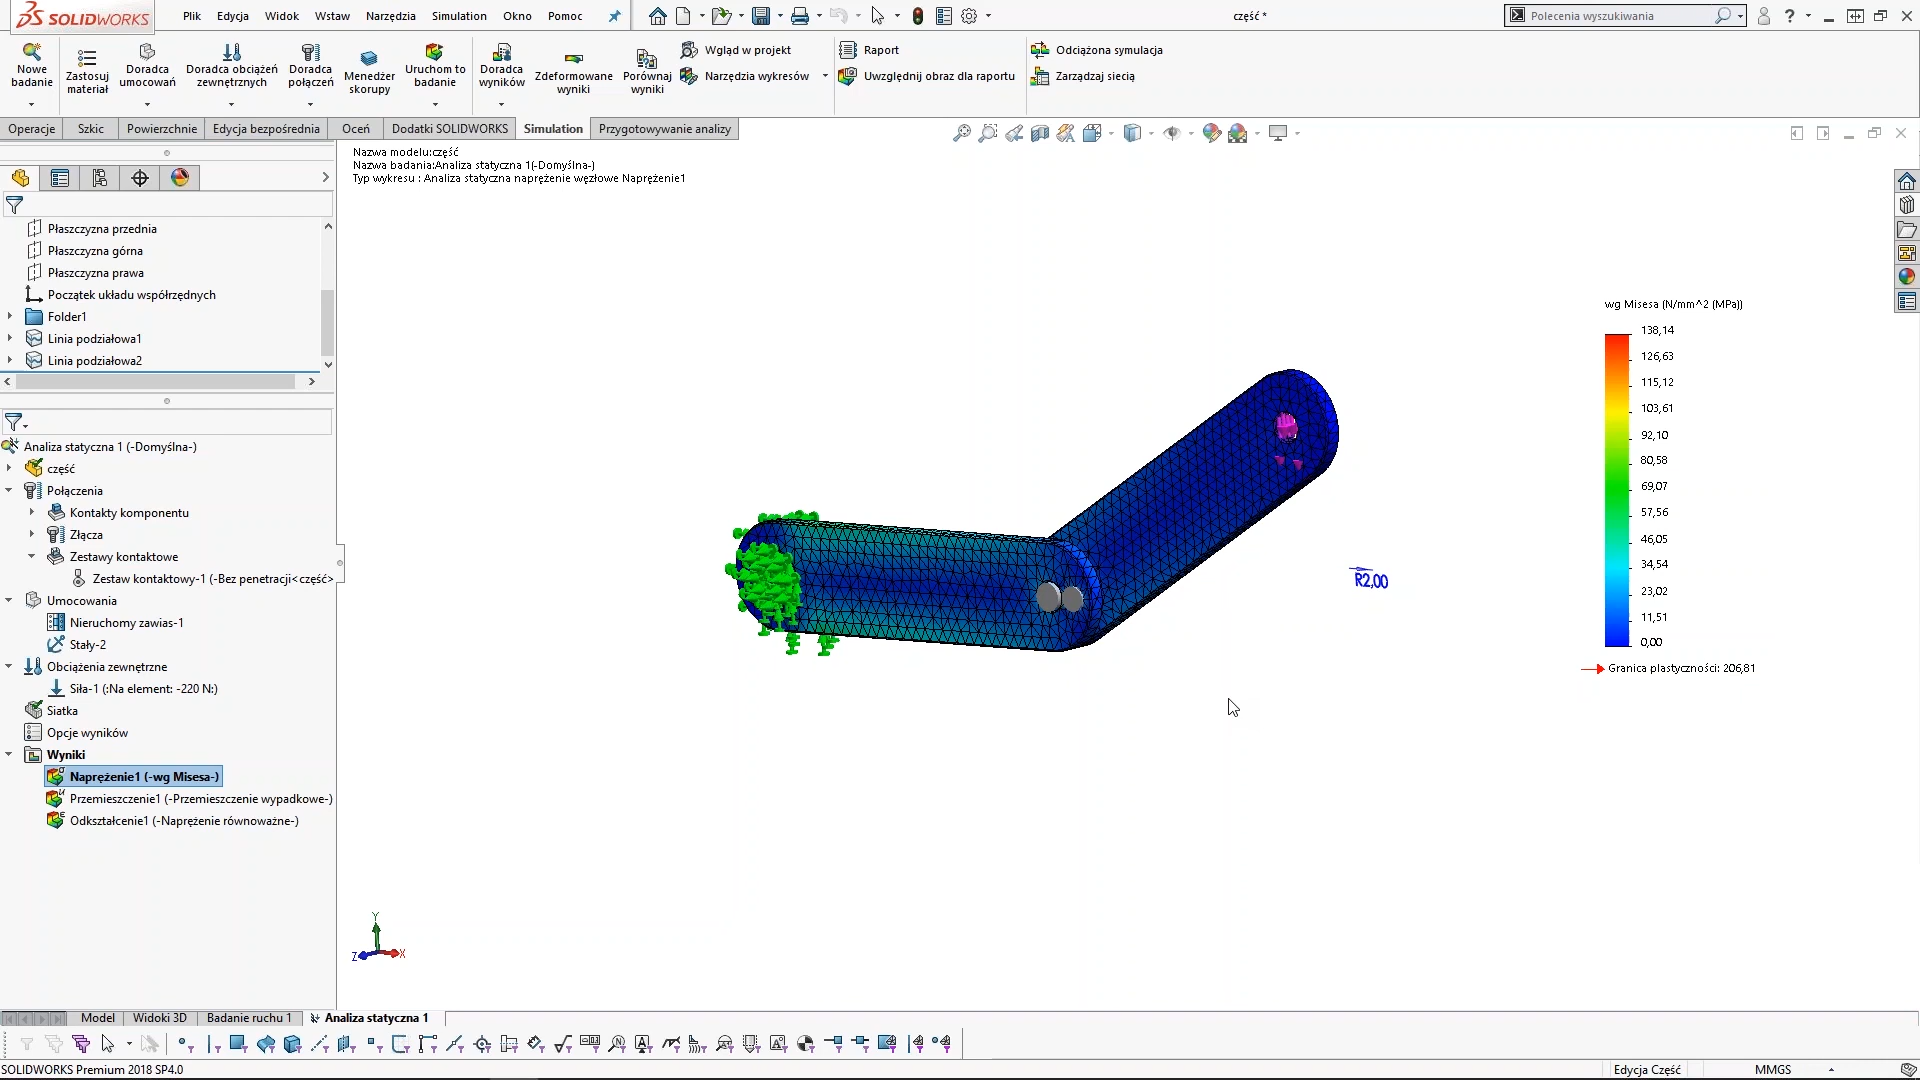 SOLIDWORKS
Plik Edycja Widok Wstaw Narzędzia Simulation Okno Pomoc
część *
Polecenia wyszukiwania
Nowe badanie
Zastosuj materiał
Doradca umocowań
Doradca obciążeń zewnętrznych
Doradca połączeń
Menedżer skorupy
Uruchom to badanie
Doradca wyników
Zdeformowane wyniki
Porównaj wyniki
Wgląd w projekt
Narzędzia wykresów
Raport
Uwzględnij obraz dla raportu
Odciążona symulacja
Zarządzaj siecią
Operacje Szkic Powierzchnie Edycja bezpośrednia Oceń Dodatki SOLIDWORKS Simulation Przygotowywanie analizy
Nazwa modelu:część
Nazwa badania:Analiza statyczna 1(-Domyślna-)
Typ wykresu : Analiza statyczna naprężenie węzłowe Naprężenie1
Płaszczyzna przednia
Płaszczyzna górna
Płaszczyzna prawa
Początek układu współrzędnych
Folder1
Linia podziałowa1
Linia podziałowa2
Analiza statyczna 1 (-Domyślna-)
część
Połączenia
Kontakty komponentu
Złącza
Zestawy kontaktowe
Zestaw kontaktowy-1 (-Bez penetracji<część>
Umocowania
Nieruchomy zawias-1
Stały-2
Obciążenia zewnętrzne
Siła-1 (:Na element: -220 N:)
Siatka
Opcje wyników
Wyniki
Naprężenie1 (-wg Misesa-)
Przemieszczenie1 (-Przemieszczenie wypadkowe-)
Odkształcenie1 (-Naprężenie równoważne-)
R2,00
wg Misesa (N/mm^2 (MPa))
138,14
126,63
115,12
103,61
92,10
80,58
69,07
57,56
46,05
34,54
23,02
11,51
0,00
Granica plastyczności: 206,81
Y
Z X
Model Widoki 3D Badanie ruchu 1 Analiza statyczna 1
SOLIDWORKS Premium 2018 SP4.0
Edycja Część MMGS